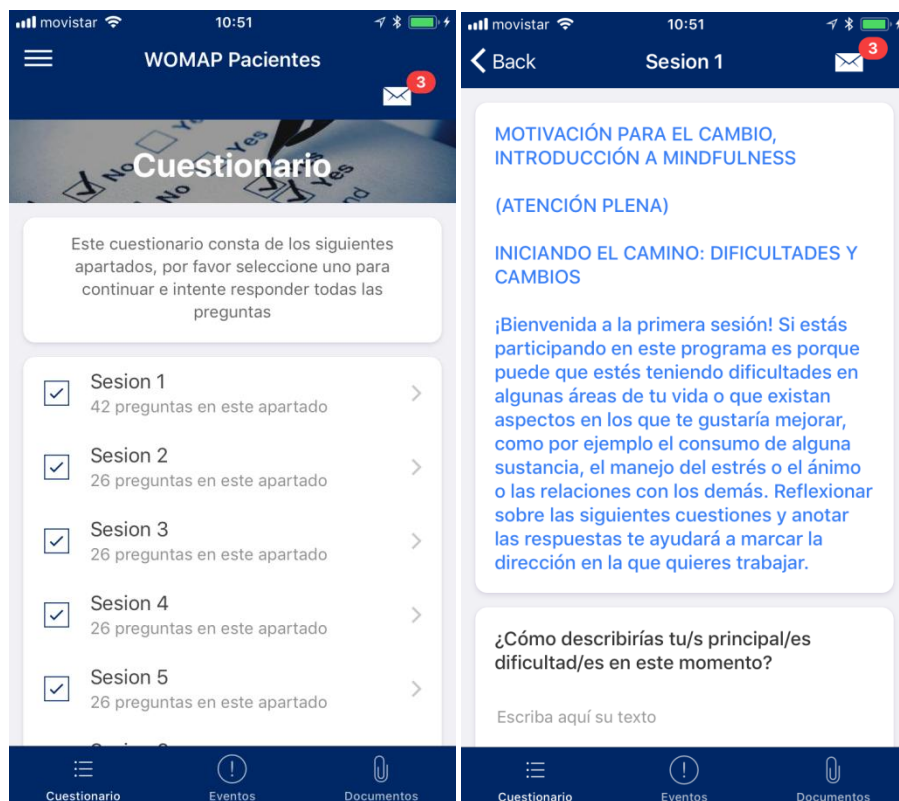 movistar 10:51
WOMAP Pacientes
3
No Yes
Yes
No Yes
No
Cuestionario
Este cuestionario consta de los siguientes
apartados, por favor seleccione uno para
continuar e intente responder todas las
preguntas
Sesion 1
42 preguntas en este apartado
Sesion 2
26 preguntas en este apartado
Sesion 3
26 preguntas en este apartado
Sesion 4
26 preguntas en este apartado
Sesion 5
26 preguntas en este apartado
Cuestionario Eventos Documentos
movistar 10:51
Back Sesion 1 3
MOTIVACIÓN PARA EL CAMBIO,
INTRODUCCIÓN A MINDFULNESS
(ATENCIÓN PLENA)
INICIANDO EL CAMINO: DIFICULTADES Y
CAMBIOS
¡Bienvenida a la primera sesión! Si estás
participando en este programa es porque
puede que estés teniendo dificultades en
algunas áreas de tu vida o que existan
aspectos en los que te gustaría mejorar,
como por ejemplo el consumo de alguna
sustancia, el manejo del estrés o el ánimo
o las relaciones con los demás. Reflexionar
sobre las siguientes cuestiones y anotar
las respuestas te ayudará a marcar la
dirección en la que quieres trabajar.
¿Cómo describirías tu/s principal/es
dificultad/es en este momento?
Escriba aquí su texto
Cuestionario Eventos Documentos